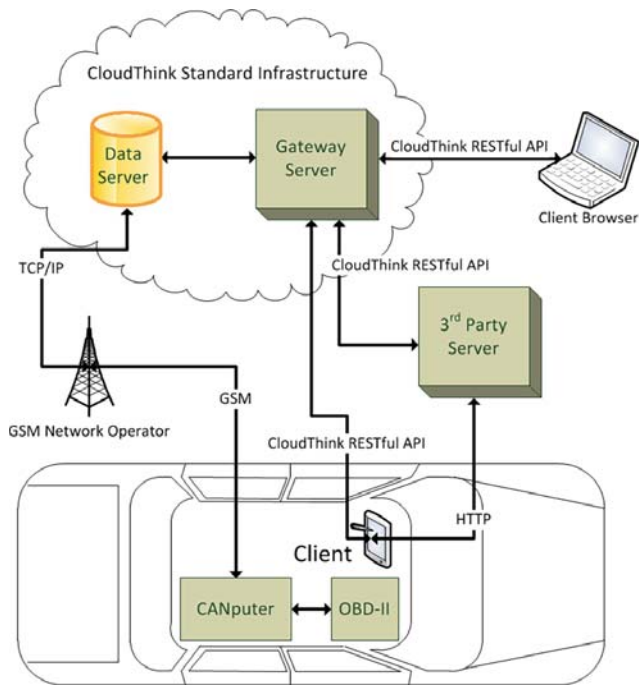 CloudThink Standard Infrastructure
Data
Server
Gateway
Server
CloudThink RESTful API
Client Browser
TCP/IP
CloudThink RESTful API
3rd Party
Server
GSM
GSM Network Operator
CloudThink RESTful API
HTTP
Client
CANputer
OBD-II